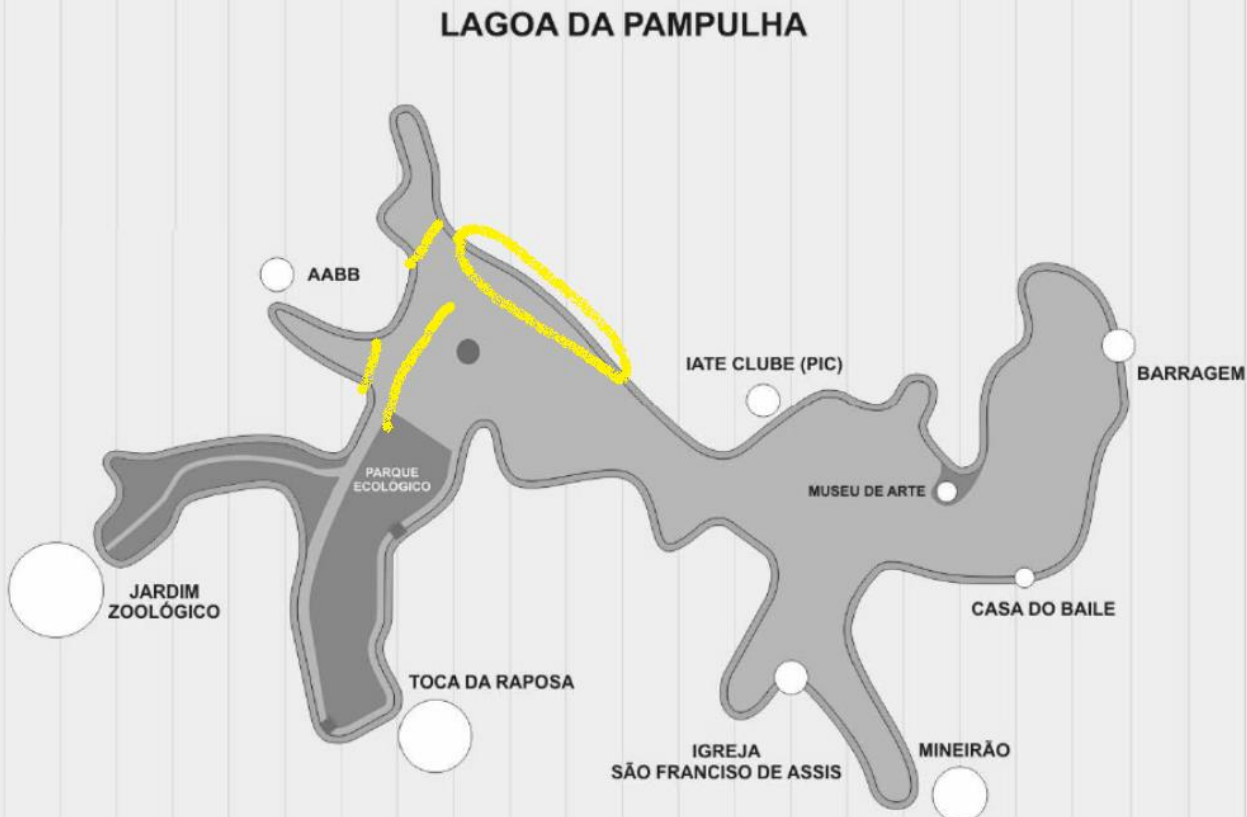 LAGOA DA PAMPULHA
AABB
IATE CLUBE (PIC)
BARRAGEM
PARQUE
ECOLÓGICO
MUSEU DE ARTE
JARDIM
ZOOLÓGICO
CASA DO BAILE
TOCA DA RAPOSA
IGREJA
SÃO FRANCISO DE ASSIS
MINEIRÃO